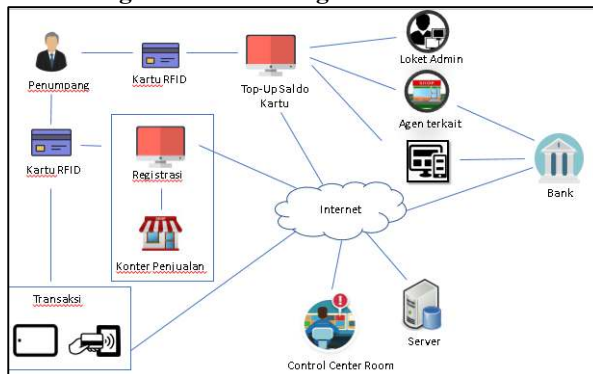 Penumpang
Kartu RFID
Top-Up Saldo
Kartu
Loket Admin
Agen terkait
Kartu RFID
Registrasi
Konter Penjualan
Internet
Bank
Transaksi
Control Center Room
Server